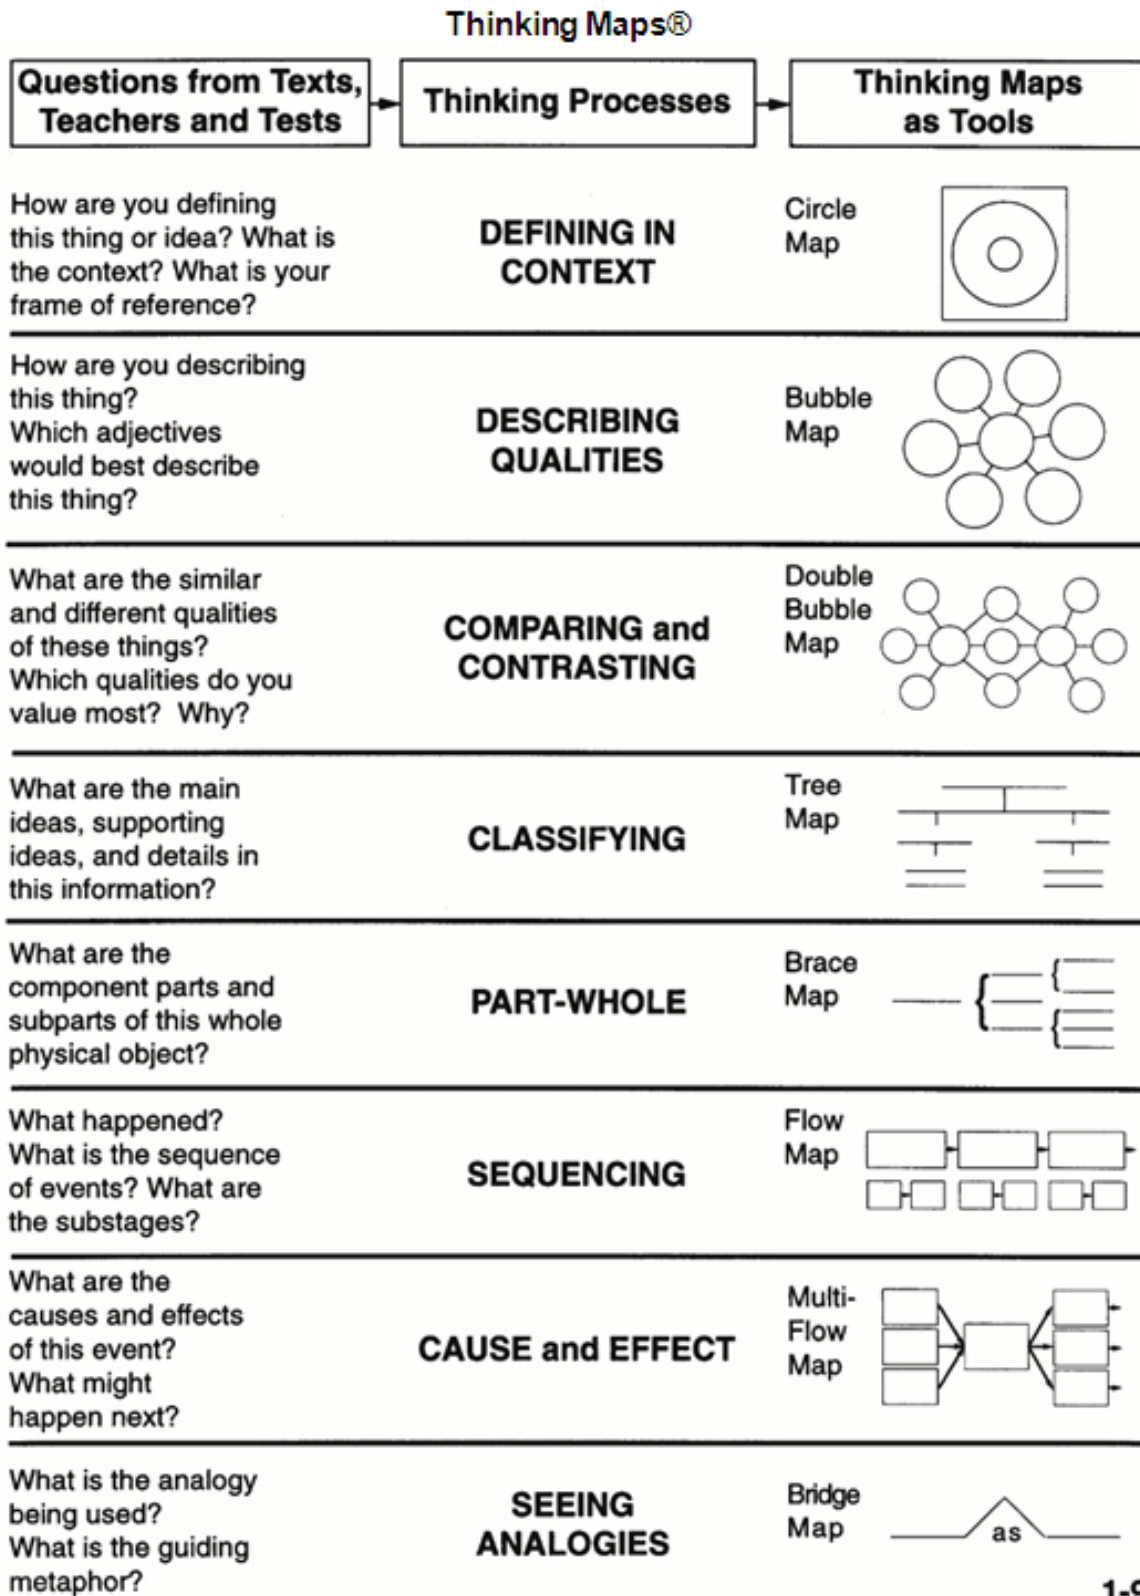 Thinking Maps®
Questions from Texts,
Teachers and Tests
Thinking Processes
Thinking Maps
as Tools
How are you defining
this thing or idea? What is
the context? What is your
frame of reference?
DEFINING IN
CONTEXT
Circle
Map
How are you describing
this thing?
Which adjectives
would best describe
this thing?
DESCRIBING
QUALITIES
Bubble
Map
What are the similar
and different qualities
of these things?
Which qualities do you
value most? Why?
COMPARING and
CONTRASTING
Double
Bubble
Map
What are the main
ideas, supporting
ideas, and details in
this information?
CLASSIFYING
Tree
Map
What are the
component parts and
subparts of this whole
physical object?
PART-WHOLE
Brace
Map
What happened?
What is the sequence
of events? What are
the substages?
SEQUENCING
Flow
Map
What are the
causes and effects
of this event?
What might
happen next?
CAUSE and EFFECT
Multi-
Flow
Map
What is the analogy
being used?
What is the guiding
metaphor?
SEEING
ANALOGIES
Bridge
Map
as